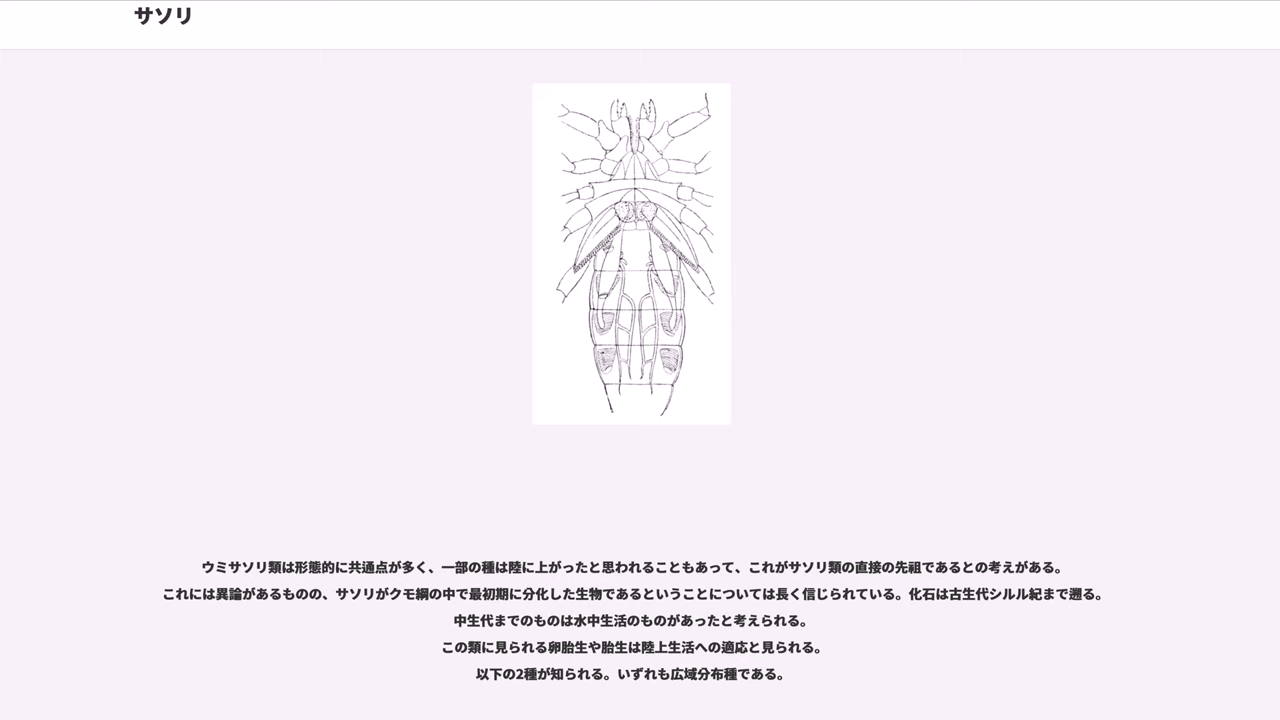 サソリ
ウミサソリ類は形態的に共通点が多く、一部の種は陸に上がったと思われることもあって、これがサソリ類の直接の先祖であるとの考えがある。
これには異論があるものの、サソリがクモ綱の中で最初期に分化した生物であるということについては長く信じられている。化石は古生代シルル紀まで遡る。
中生代までのものは水中生活のものがあったと考えられる。
この類に見られる卵胎生や胎生は陸上生活への適応と見られる。
以下の2種が知られる。いずれも広域分布種である。